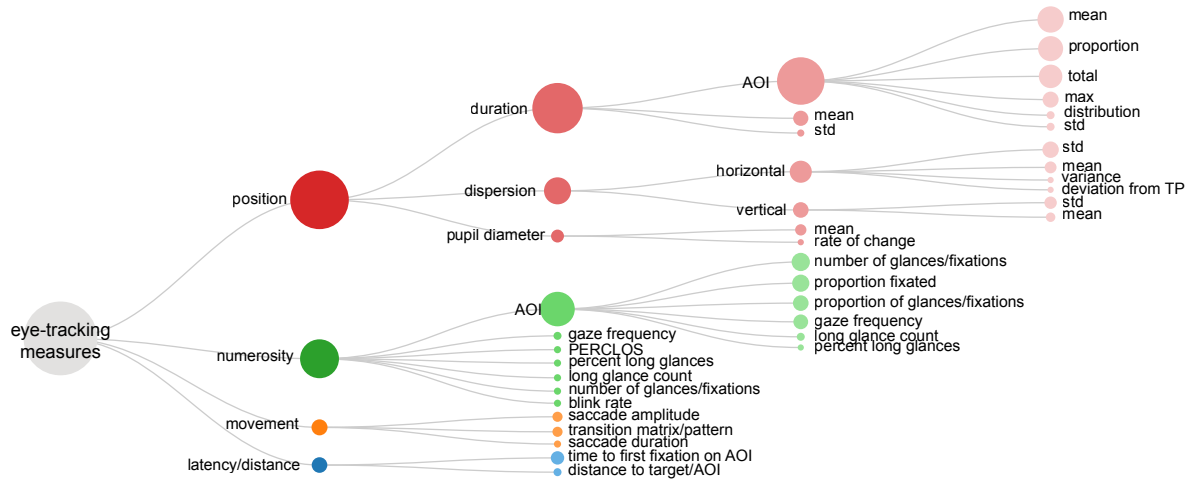 eye-tracking
measures
position
duration
AOI
mean
proportion
total
max
distribution
std
mean
std
dispersion
horizontal
std
mean
variance
deviation from TP
vertical
std
mean
pupil diameter
mean
rate of change
numerosity
AOI
number of glances/fixations
proportion fixated
proportion of glances/fixations
gaze frequency
long glance count
percent long glances
gaze frequency
PERCLOS
percent long glances
long glance count
number of glances/fixations
blink rate
movement
saccade amplitude
transition matrix/pattern
saccade duration
latency/distance
time to first fixation on AOI
distance to target/AOI